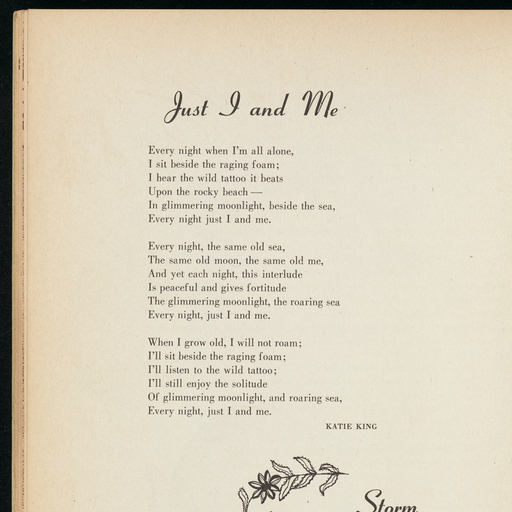 Just I and Me
Every night when I'm all alone,
I sit beside the raging foam;
I hear the wild tattoo it beats
Upon the rocky beach —
In glimmering moonlight, beside the sea,
Every night just I and me.
Every night, the same old sea,
The same old moon, the same old me,
And yet each night, this interlude
Is peaceful and gives fortitude
The glimmering moonlight, the roaring sea
Every night, just I and me.
When I grow old, I will not roam;
I'll sit beside the raging foam;
I'll listen to the wild tattoo;
I'll still enjoy the solitude
Of glimmering moonlight, and roaring sea,
Every night, just I and me.
KATIE KING
Storm